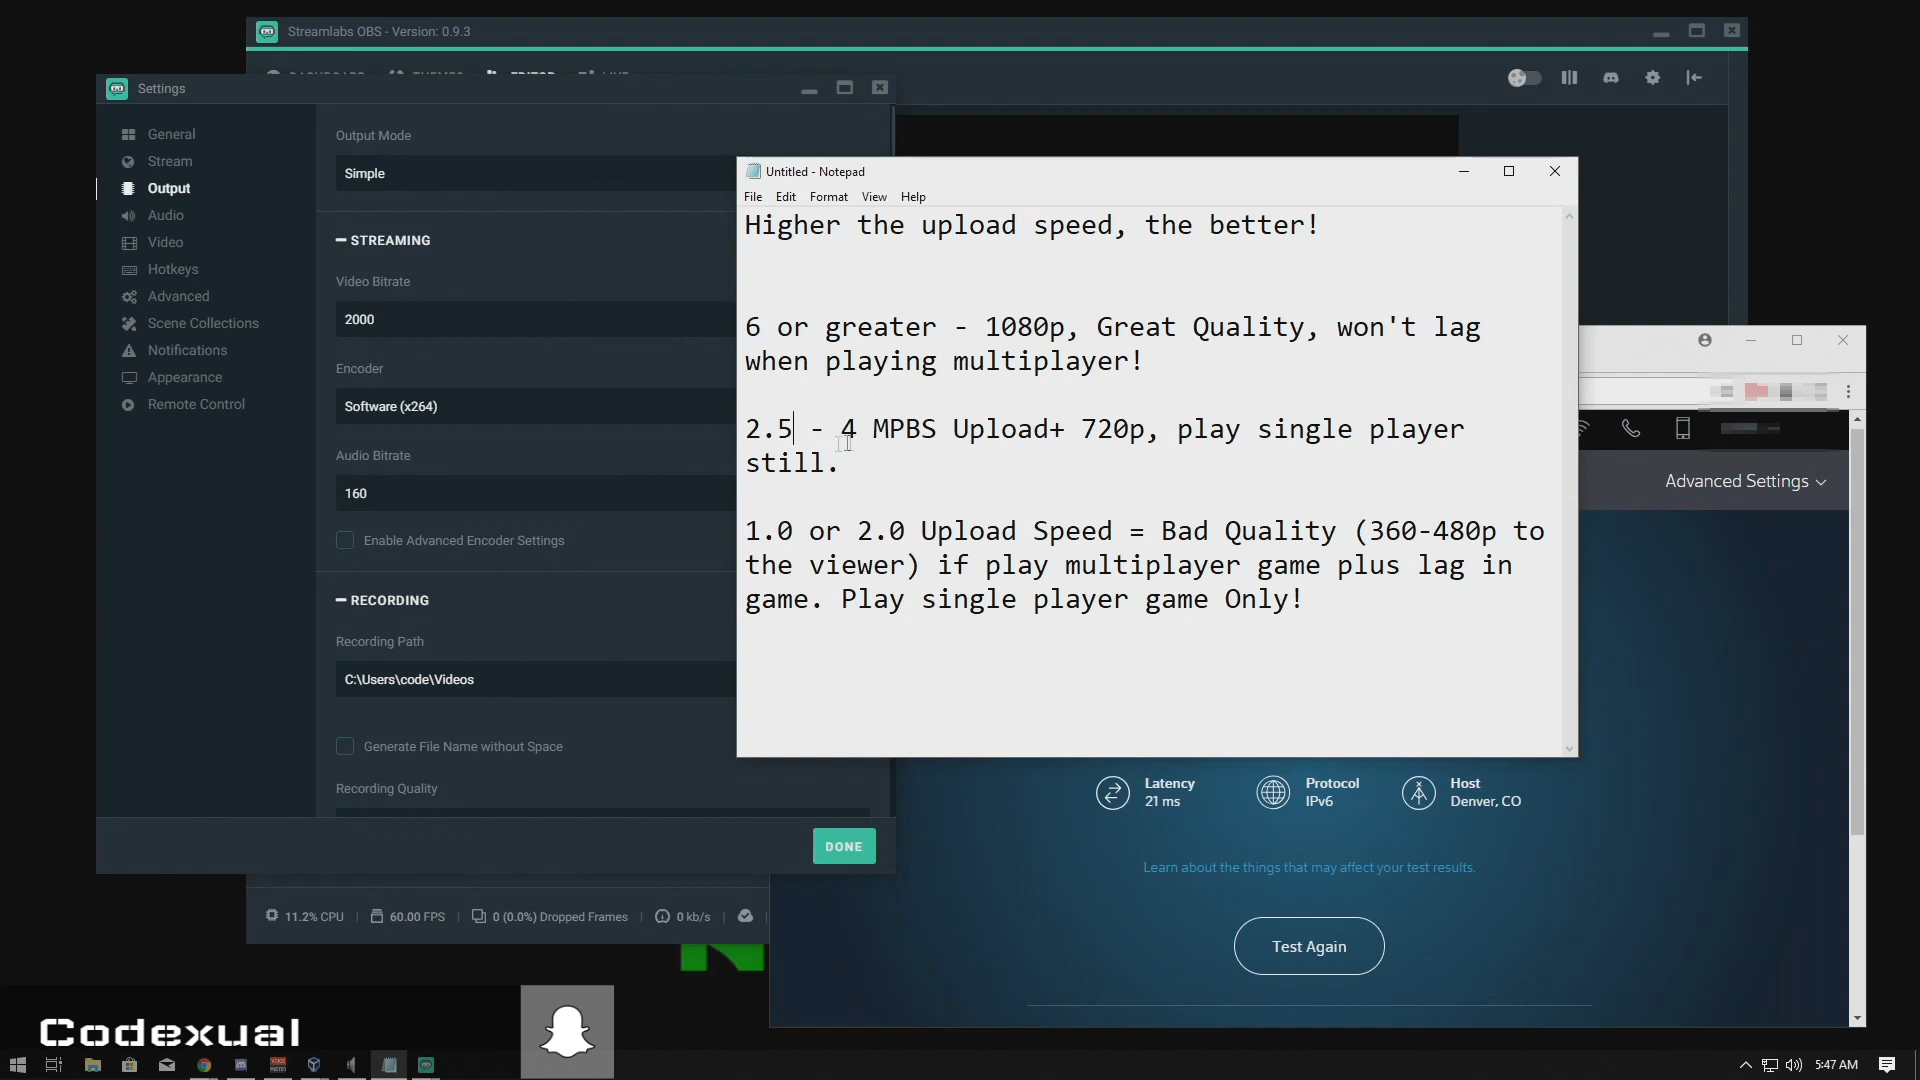 Streamlabs OBS - Version: 0.9.3
EDITOR
Settings
General
Stream
Output
Audio
Video
Hotkeys
Advanced
Scene Collections
Notifications
Appearance
Remote Control
Output Mode
Simple
STREAMING
Video Bitrate
2000
Encoder
Software (x264)
Audio Bitrate
160
Enable Advanced Encoder Settings
RECORDING
Recording Path
C:\Users\code\Videos
Generate File Name without Space
Recording Quality
DONE
Untitled - Notepad
File Edit Format View Help
Higher the upload speed, the better!
6 or greater - 1080p, Great Quality, won't lag
when playing multiplayer!
2.5 - 4 MPBS Upload+ 720p, play single player
still.
1.0 or 2.0 Upload Speed = Bad Quality (360-480p to
the viewer) if play multiplayer game plus lag in
game. Play single player game Only!
Advanced Settings
Latency
21 ms
Protocol
IPv6
Host
Denver, CO
Learn about the things that may affect your test results.
Test Again
11.2% CPU
60.00 FPS
0 (0.0%) Dropped Frames
0 kb/s
Codexual
5:47 AM